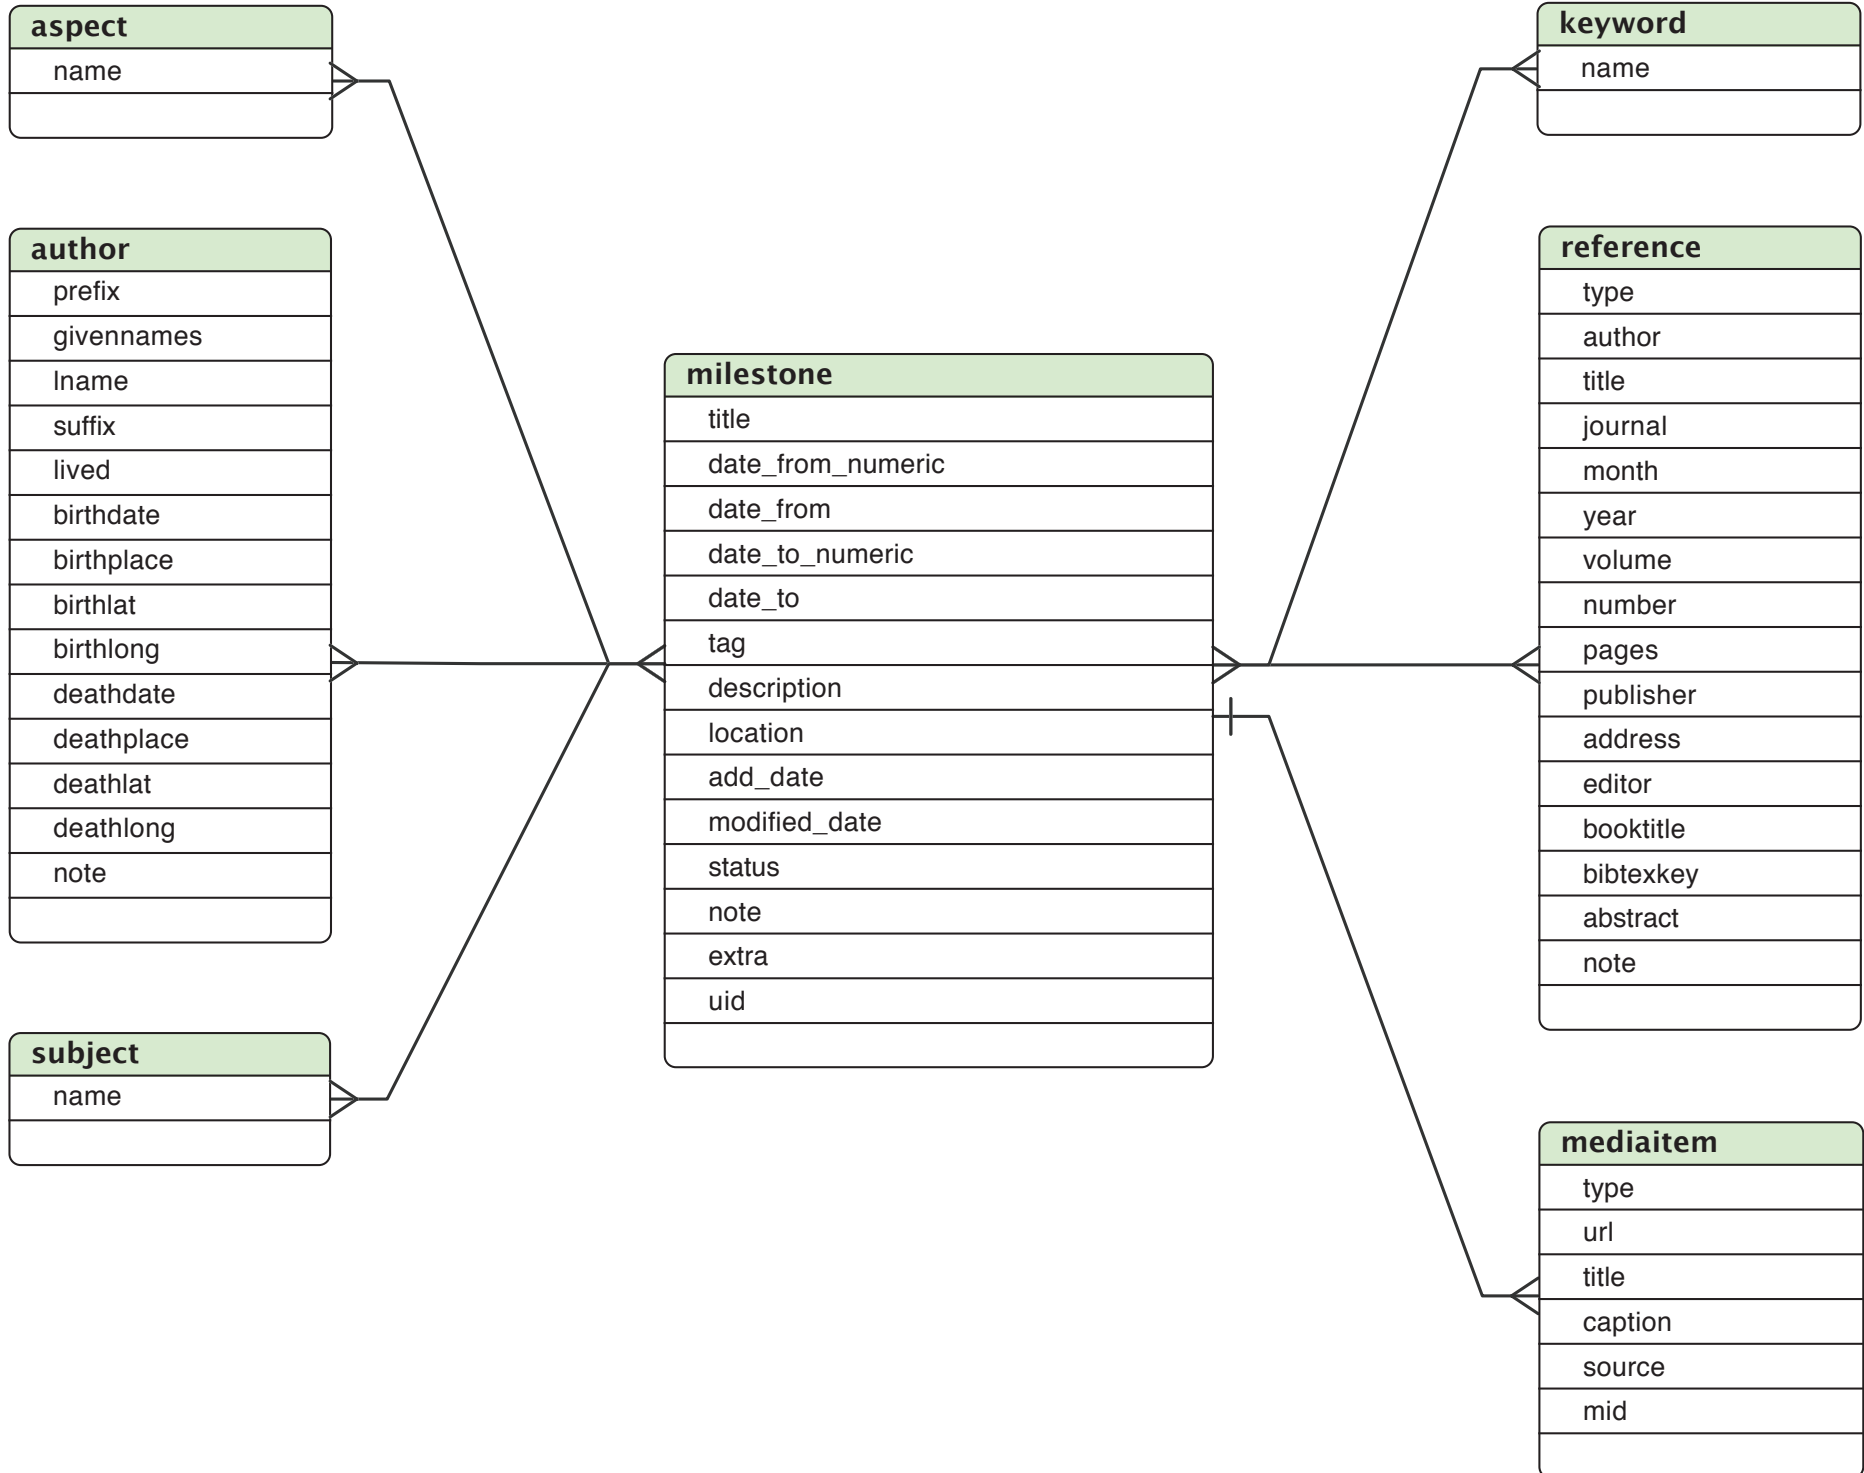 aspect
name
author
prefix
givennames
lname
suffix
lived
birthdate
birthplace
birthlat
birthlong
deathdate
deathplace
deathlat
deathlong
note
subject
name
milestone
title
date_from_numeric
date_from
date_to_numeric
date_to
tag
description
location
add_date
modified_date
status
note
extra
uid
keyword
name
reference
type
author
title
journal
month
year
volume
number
pages
publisher
address
editor
booktitle
bibtexkey
abstract
note
mediaitem
type
url
title
caption
source
mid